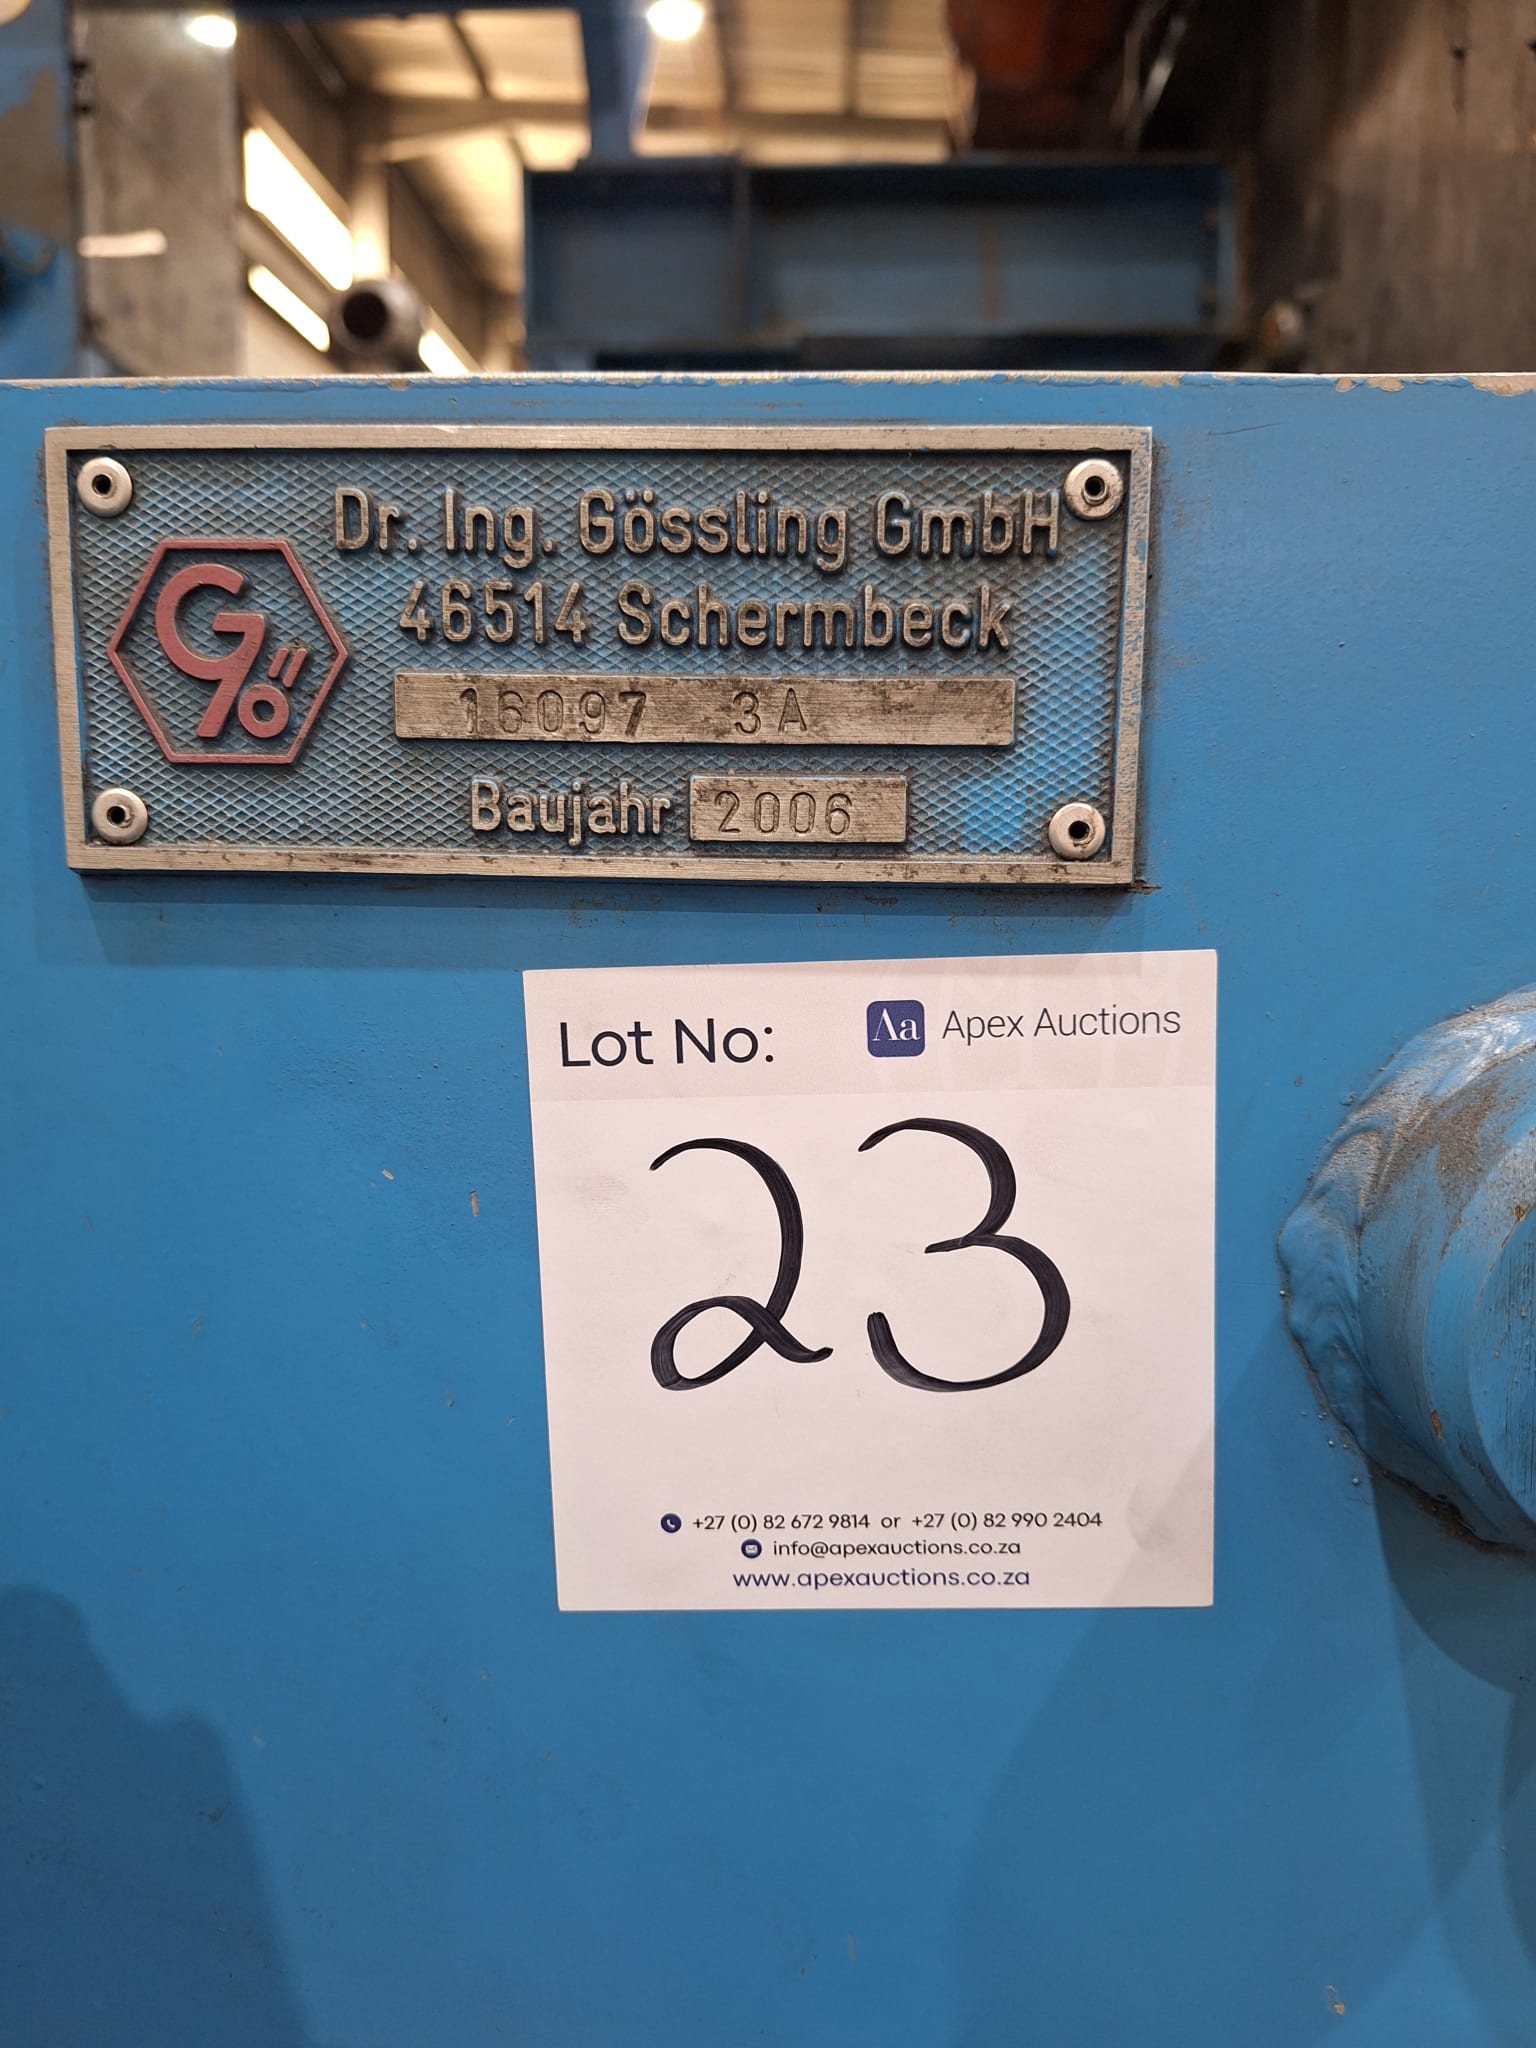 Dr. Ing. Gössling GmbH
46514 Schermbeck
Gö
16097 3A
Baujahr 2006
Lot No:
Aa Apex Auctions
23
+27 (0) 82 672 9814 or +27 (0) 82 990 2404
info@apexauctions.co.za
www.apexauctions.co.za